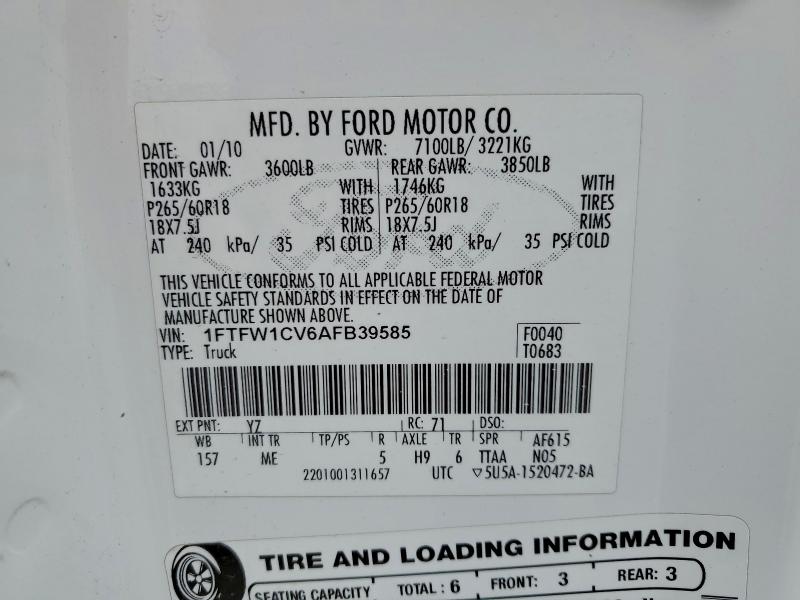 MFD. BY FORD MOTOR CO.
DATE: 01/10 GVWR: 7100LB/ 3221KG
FRONT GAWR: 3600LB REAR GAWR: 3850LB
1633KG WITH 1746KG WITH
P265/60R18 TIRES P265/60R18 TIRES
18X7.5J RIMS 18X7.5J RIMS
AT 240 kPa/ 35 PSI COLD AT 240 kPa/ 35 PSI COLD
THIS VEHICLE CONFORMS TO ALL APPLICABLE FEDERAL MOTOR
VEHICLE SAFETY STANDARDS IN EFFECT ON THE DATE OF
MANUFACTURE SHOWN ABOVE.
VIN: 1FTFW1CV6AFB39585 F0040
TYPE: Truck T0683
EXT PNT: YZ RC: 71 DSO:
WB INT TR TP/PS R AXLE TR SPR AF615
157 ME 5 H9 6 TTAA N05
2201001311657 UTC ▽5U5A-1520472-BA
TIRE AND LOADING INFORMATION
SEATING CAPACITY TOTAL: 6 FRONT: 3 REAR: 3